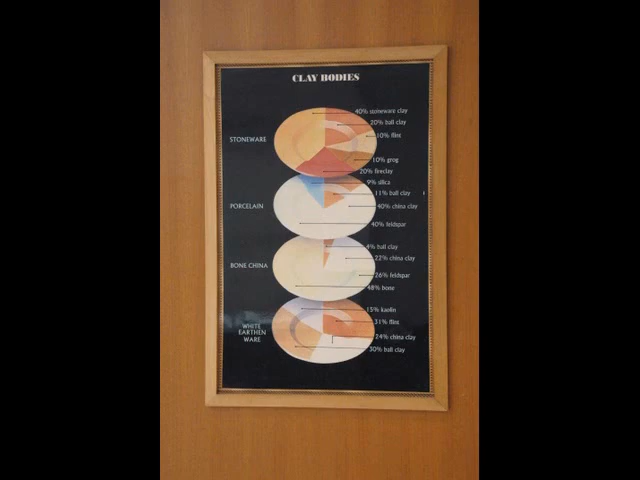 CLAY BODIES
STONEWARE
40% stoneware clay
20% ball clay
10% flint
10% grog
20% fireclay
PORCELAIN
9% silica
11% ball clay
40% china clay
40% feldspar
BONE CHINA
4% ball clay
22% china clay
26% feldspar
48% bone
WHITE
EARTHEN
WARE
15% kaolin
31% flint
24% china clay
30% ball clay